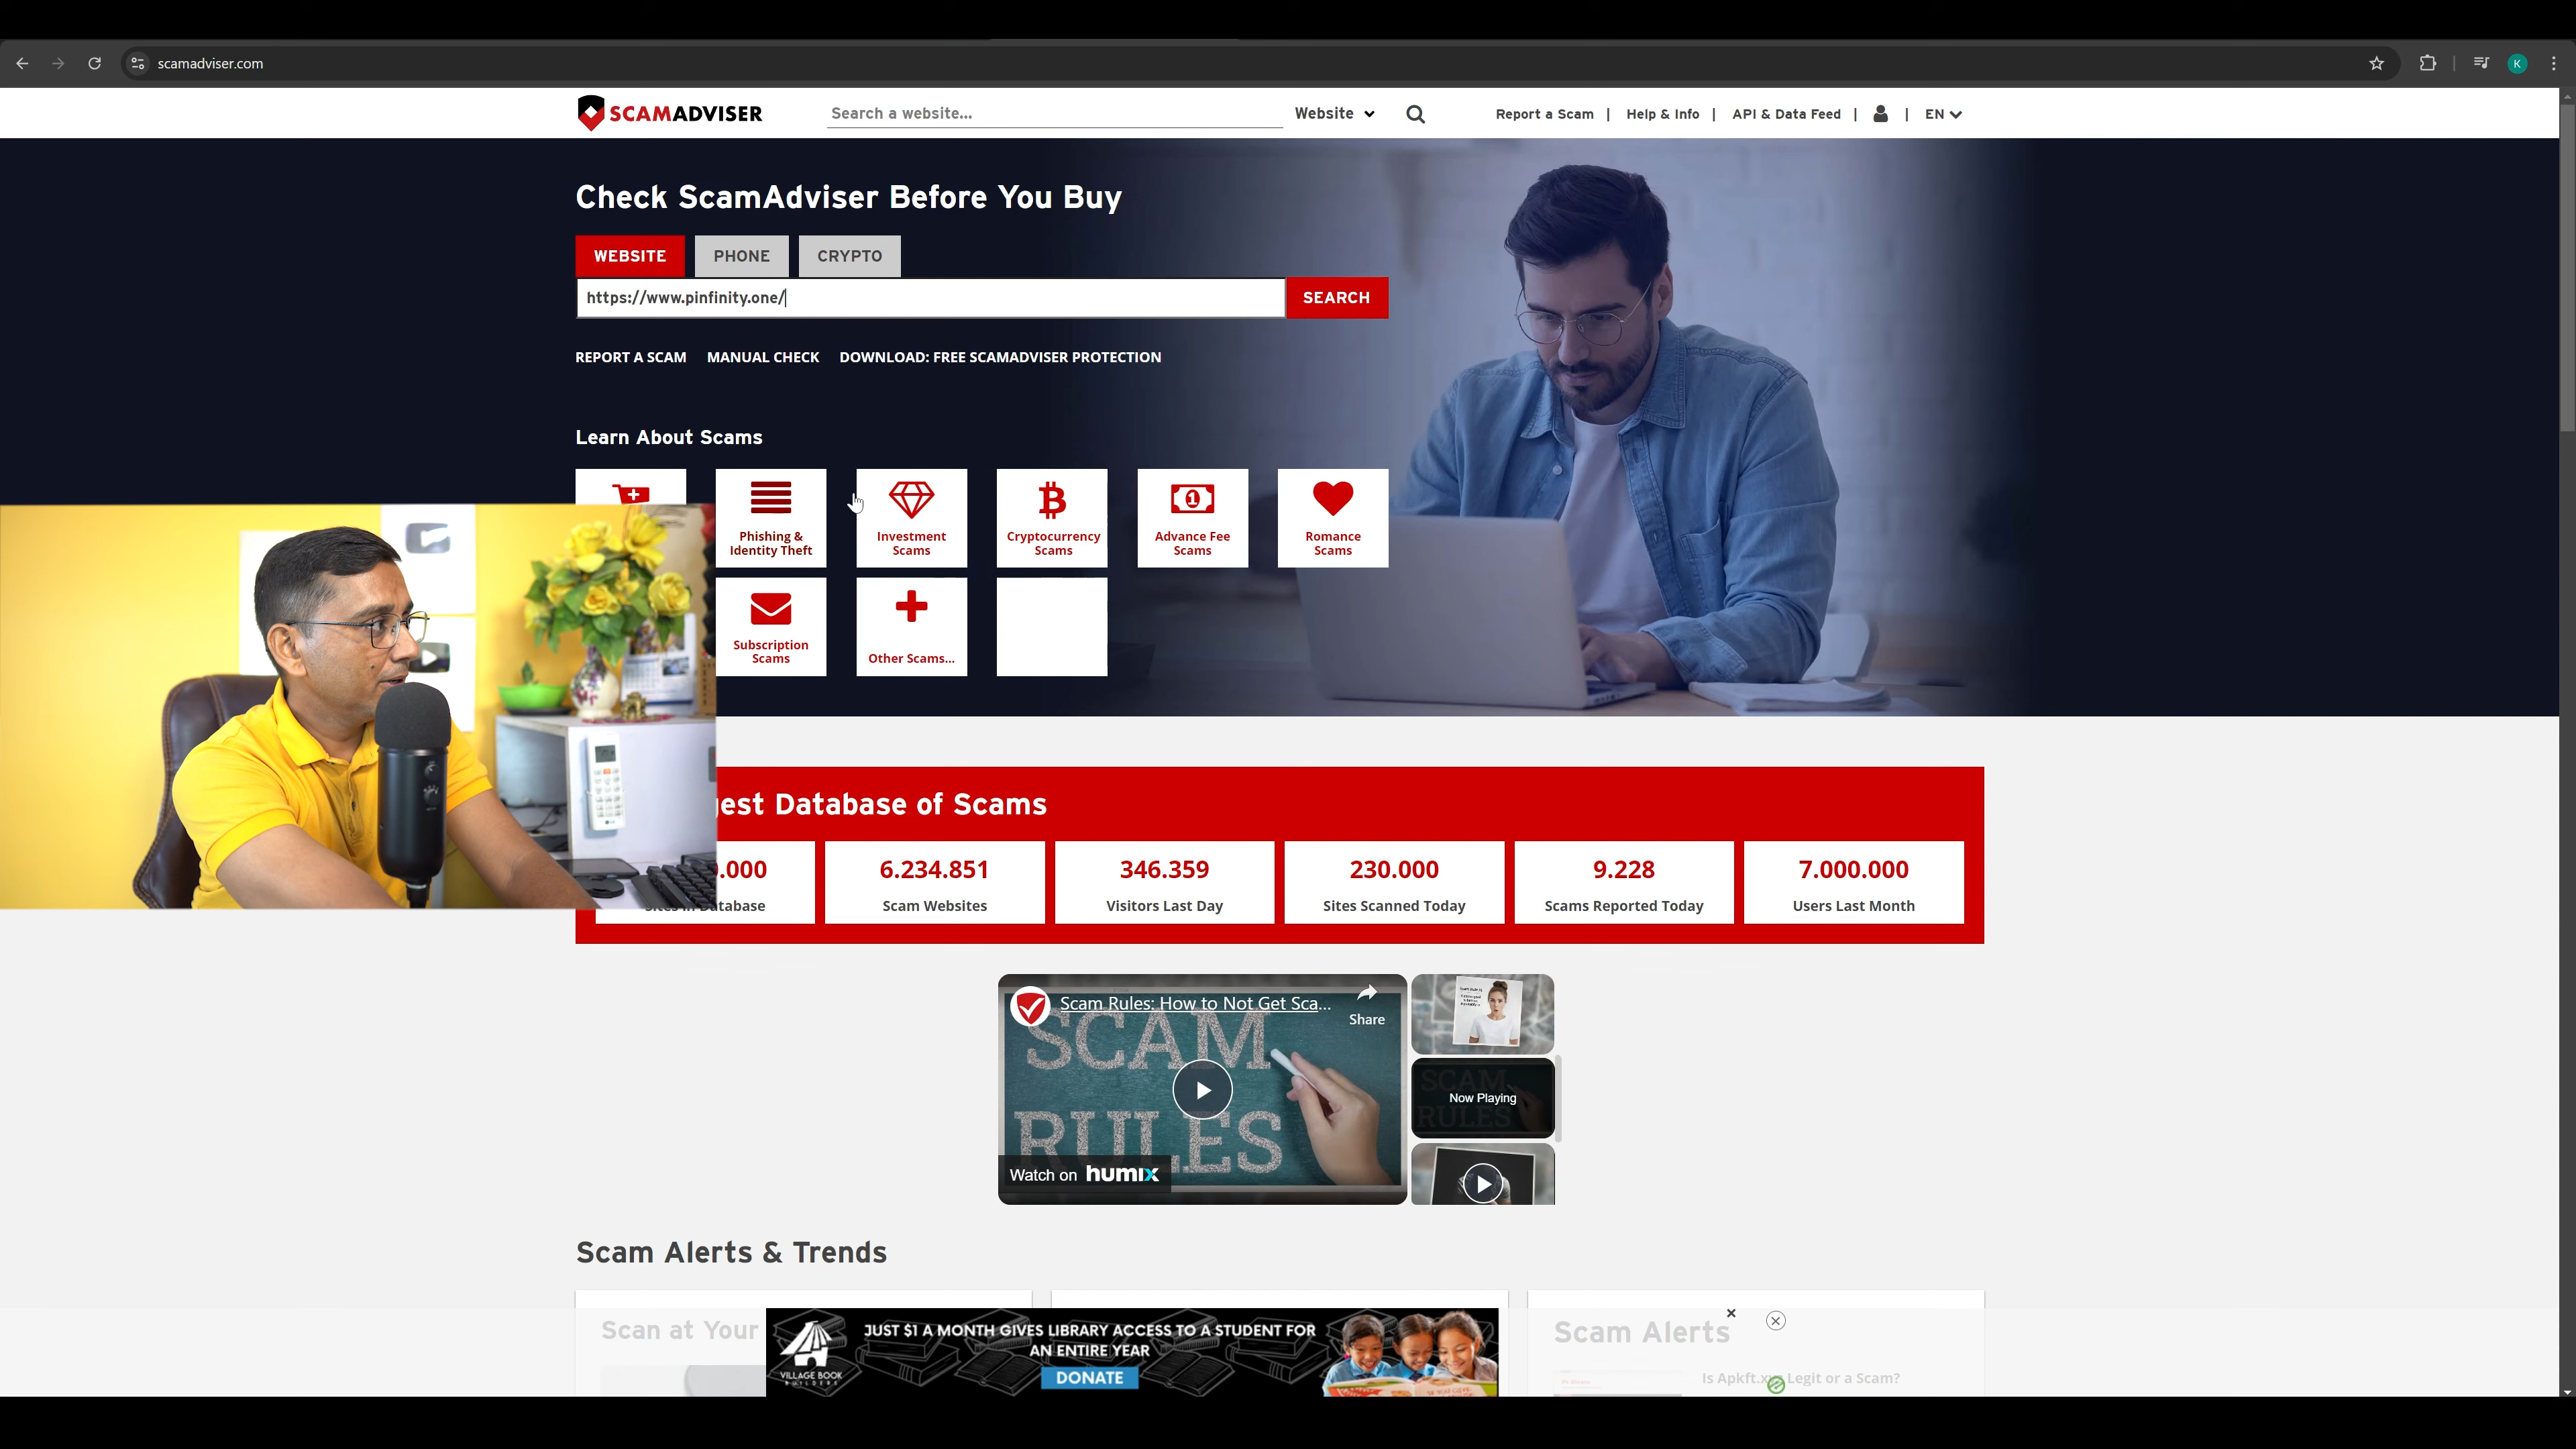 scamadviser.com
K
SCAMADVISER
Search a website...
Website
Report a Scam | Help & Info | API & Data Feed | | EN
Check ScamAdviser Before You Buy
WEBSITE
PHONE
CRYPTO
https://www.pinfinity.one/
SEARCH
REPORT A SCAM
MANUAL CHECK
DOWNLOAD: FREE SCAMADVISER PROTECTION
Learn About Scams
Phishing &
Identity Theft
Investment
Scams
Cryptocurrency
Scams
Advance Fee
Scams
Romance
Scams
Subscription
Scams
Other Scams...
Database of Scams
.000
6.234.851
Scam Websites
346.359
Visitors Last Day
230.000
Sites Scanned Today
9.228
Scams Reported Today
7.000.000
Users Last Month
Scam Rules: How to Not Get Sca...
Share
SCAM
RULES
Watch on humix
SCAM
RULES
Now Playing
Scam Alerts & Trends
Scan at Your
VILLAGE BOOK
BUILDERS
JUST $1 A MONTH GIVES LIBRARY ACCESS TO A STUDENT FOR
AN ENTIRE YEAR
DONATE
Scam Alerts
Legit or a Scam?